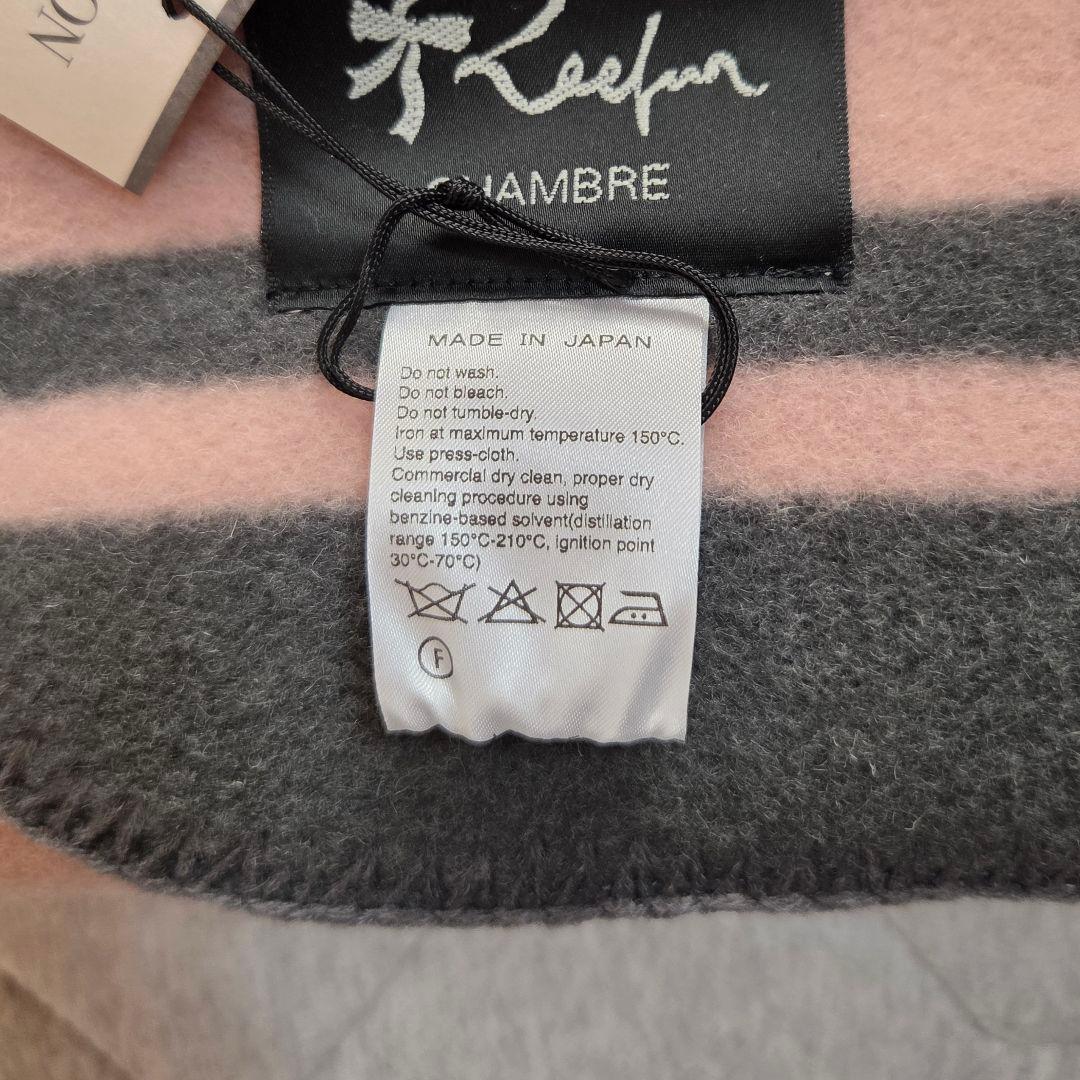 NO
CHAMBRE
MADE IN JAPAN
Do not wash.
Do not bleach.
Do not tumble-dry.
Iron at maximum temperature 150°C.
Use press-cloth.
Commercial dry clean, proper dry
cleaning procedure using
benzine-based solvent(distillation
range 150°C-210°C, ignition point
30°C-70°C)
F